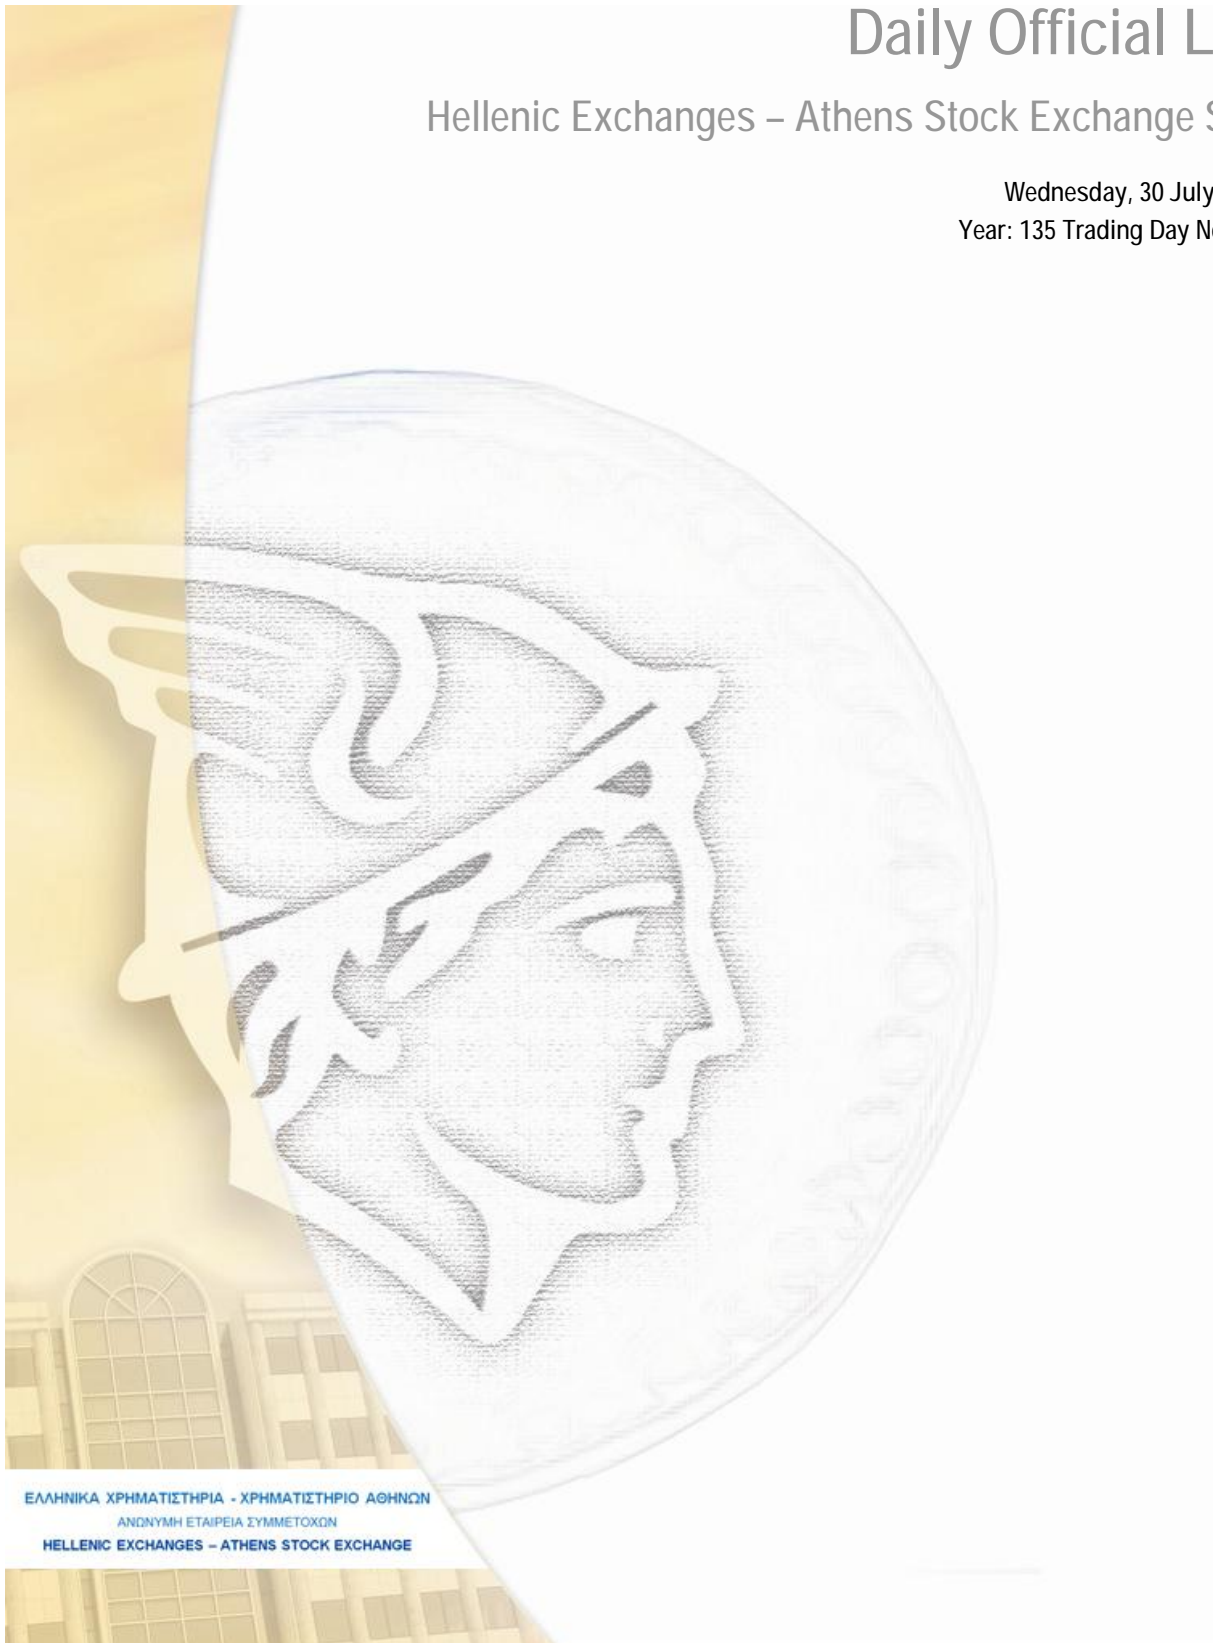 Daily Official
Hellenic Exchanges – Athens Stock Exchange
Wednesday, 30 July
Year: 135 Trading Day
ΕΛΛΗΝΙΚΑ ΧΡΗΜΑΤΙΣΤΗΡΙΑ - ΧΡΗΜΑΤΙΣΤΗΡΙΟ ΑΘΗΝΩΝ
ΑΝΩΝΥΜΗ ΕΤΑΙΡΕΙΑ ΣΥΜΜΕΤΟΧΩΝ
HELLENIC EXCHANGES – ATHENS STOCK EXCHANGE